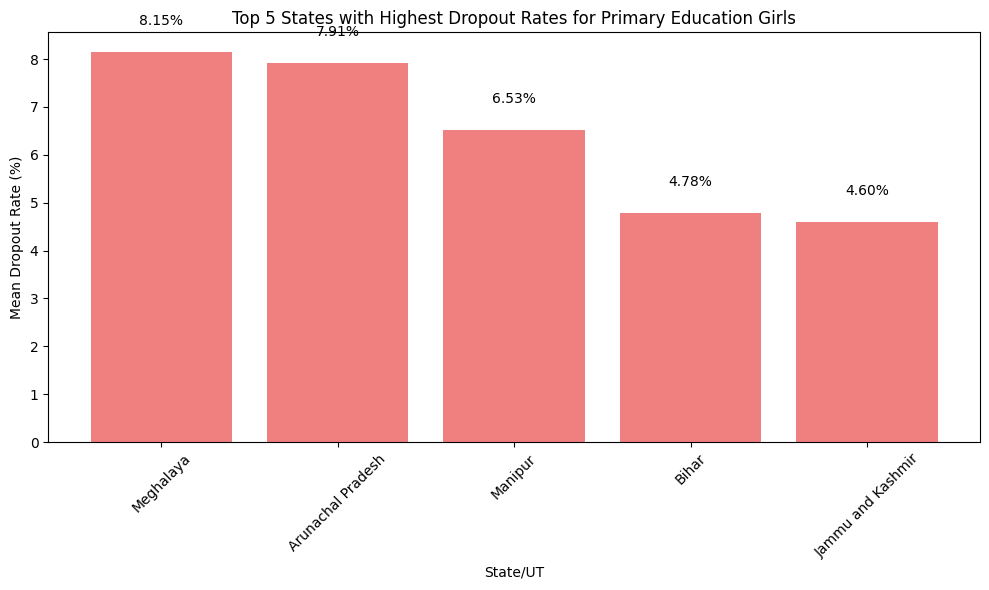 Top 5 States with Highest Dropout Rates for Primary Education Girls
8.15%
7.91%
6.53%
4.78%
4.60%
Mean Dropout Rate (%)
8
7
6
5
4
3
2
1
0
Meghalaya
Arunachal Pradesh
Manipur
Bihar
Jammu and Kashmir
State/UT